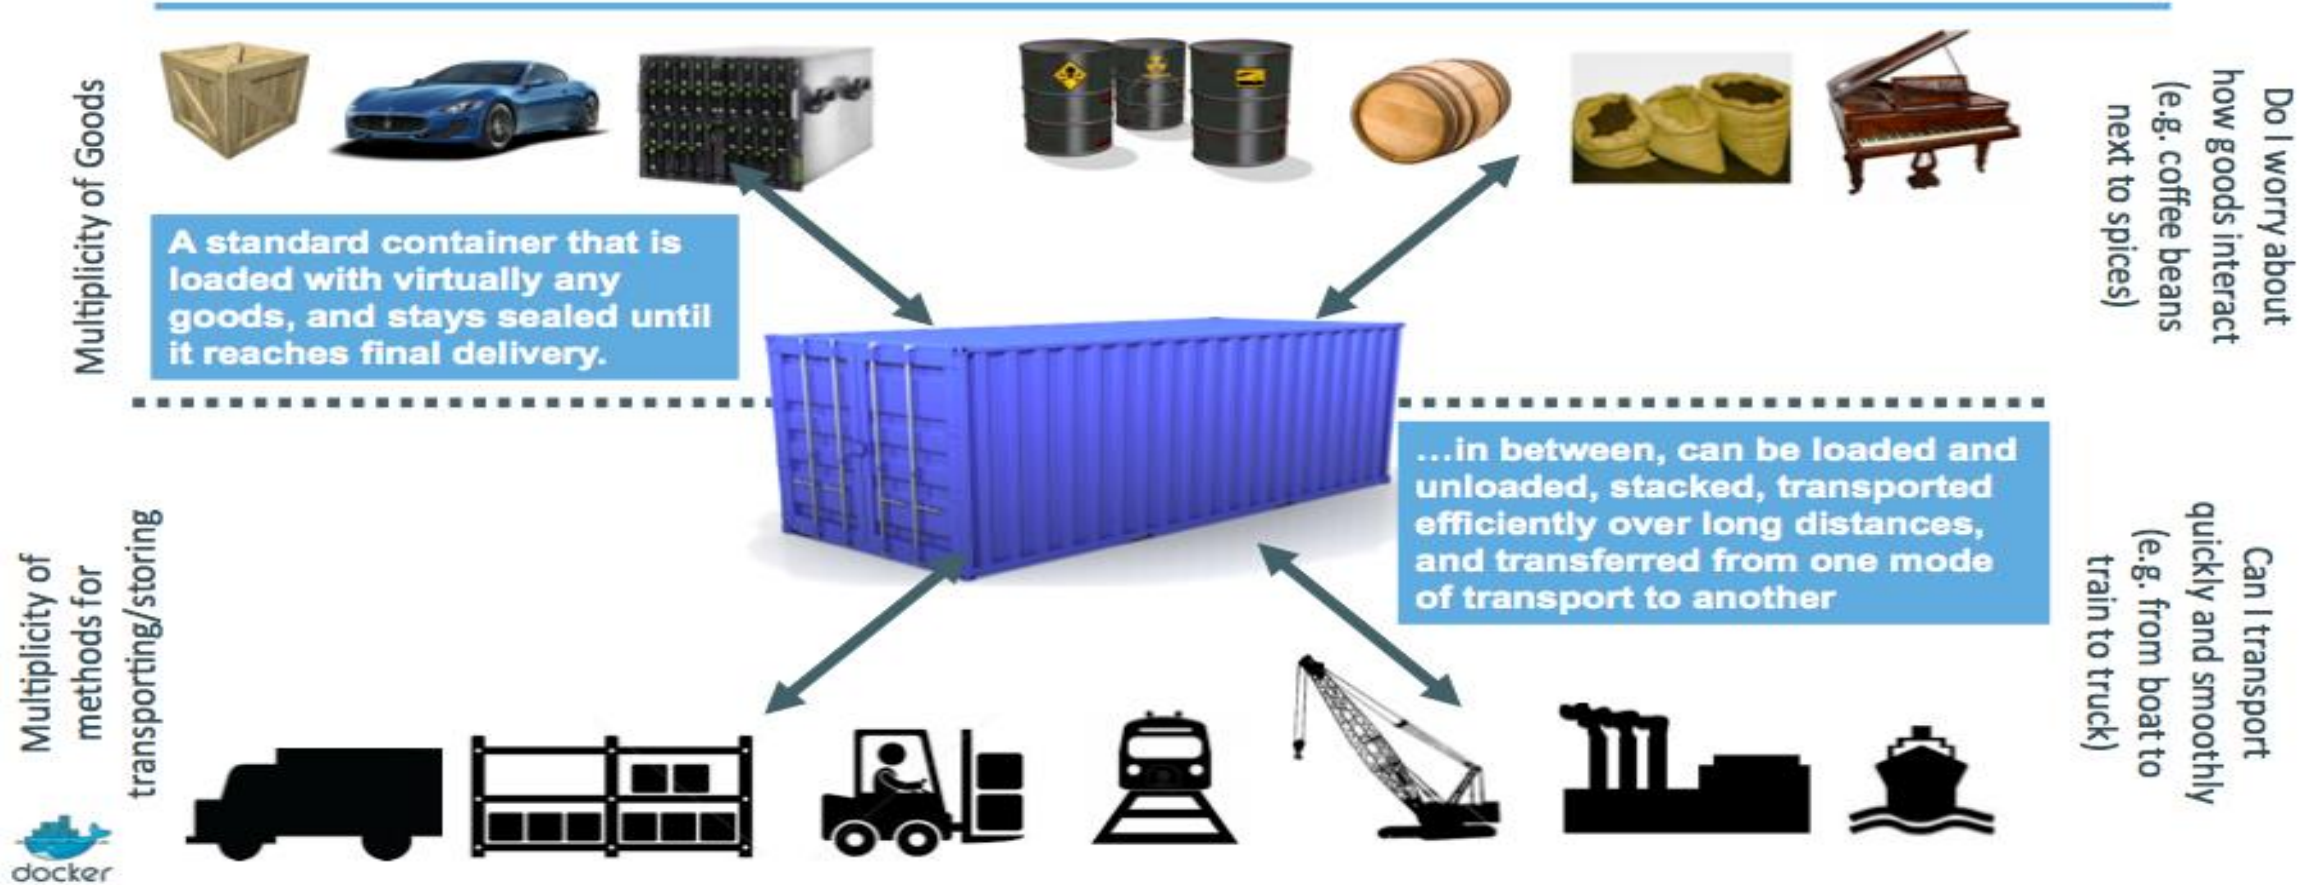 Multiplicity of Goods
A standard container that is
loaded with virtually any
goods, and stays sealed until
it reaches final delivery.
Do I worry about
how goods interact
(e.g. coffee beans
next to spices)
Multiplicity of
methods for
transporting/storing
...in between, can be loaded and
unloaded, stacked, transported
efficiently over long distances,
and transferred from one mode
of transport to another
Can I transport
quickly and smoothly
(e.g. from boat to
train to truck)
docker